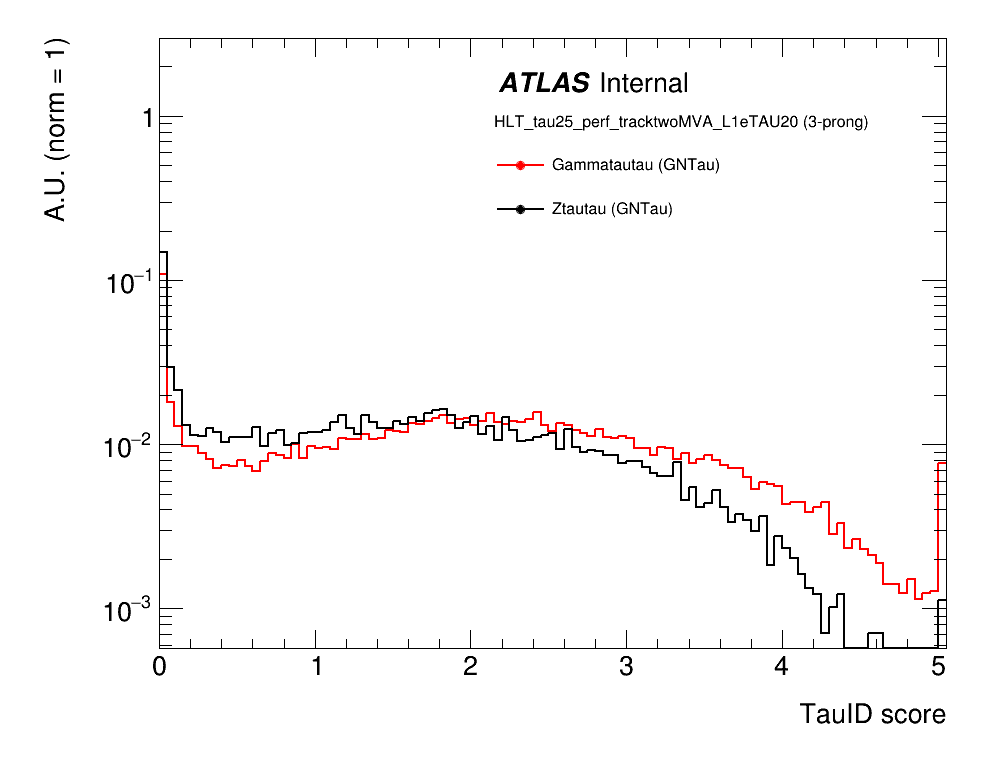 A.U. (norm = 1)
ATLAS Internal
HLT_tau25_perf_tracktwoMVA_L1eTAU20 (3-prong)
Gammatautau (GNTau)
Ztautau (GNTau)
1
10⁻¹
10⁻²
10⁻³
0 1 2 3 4 5
TauID score